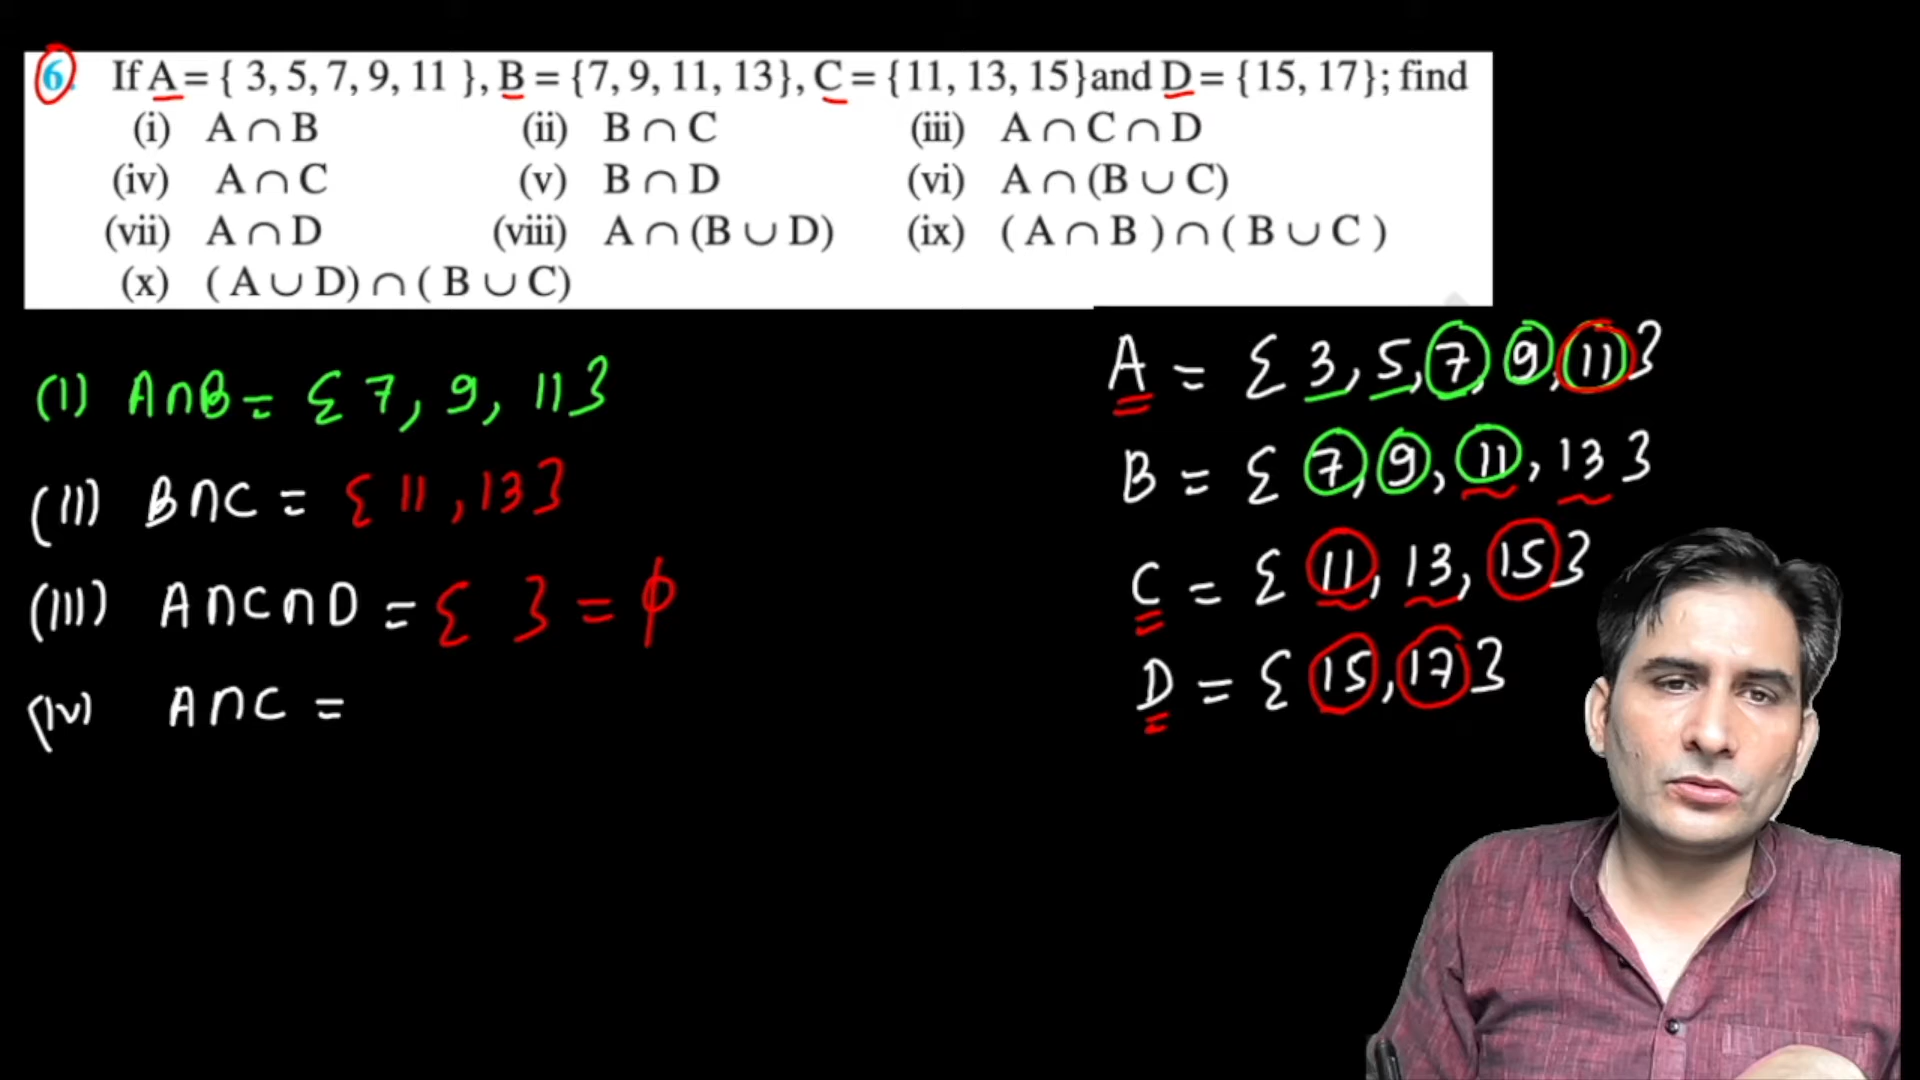 6. If A = { 3, 5, 7, 9, 11 }, B = {7, 9, 11, 13}, C = {11, 13, 15}and D = {15, 17}; find
(i) A ∩ B (ii) B ∩ C (iii) A ∩ C ∩ D
(iv) A ∩ C (v) B ∩ D (vi) A ∩ (B ∪ C)
(vii) A ∩ D (viii) A ∩ (B ∪ D) (ix) ( A ∩ B ) ∩ ( B ∪ C )
(x) ( A ∪ D) ∩ ( B ∪ C)
(I) A∩B = { 7, 9, 11}
(II) B∩C = { 11, 13}
(III) A∩C∩D = { } = φ
(IV) A∩C =
A = { 3, 5, 7, 9, 11}
B = { 7, 9, 11, 13 }
C = { 11, 13, 15}
D = { 15, 17}